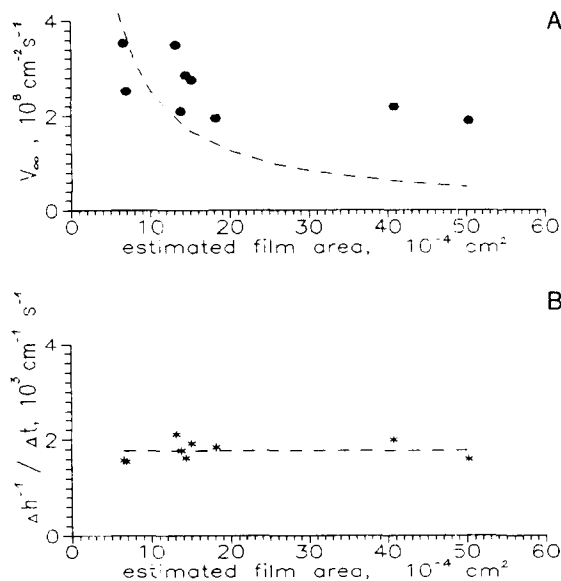 A
V∞, 10⁸ cm⁻² s⁻¹
4
2
0
0 10 20 30 40 50 60
estimated film area, 10⁻⁴ cm²
B
Δh⁻¹ / Δt, 10³ cm⁻¹ s⁻¹
4
2
0
0 10 20 30 40 50 60
estimated film area, 10⁻⁴ cm²